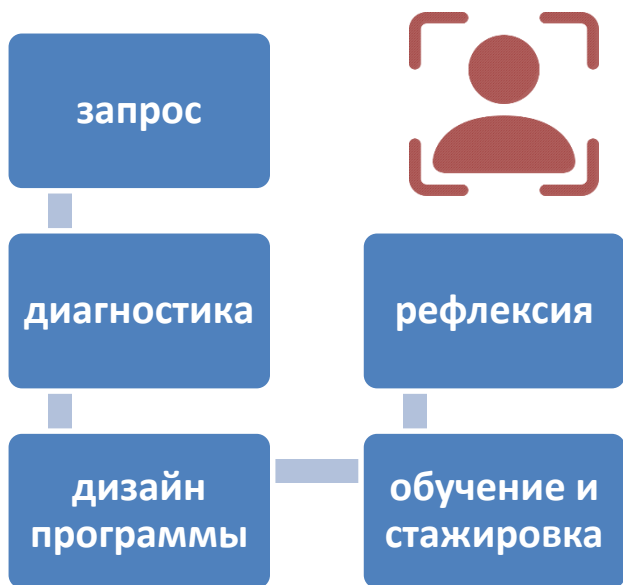 запрос
диагностика
дизайн
программы
обучение и
стажировка
рефлексия